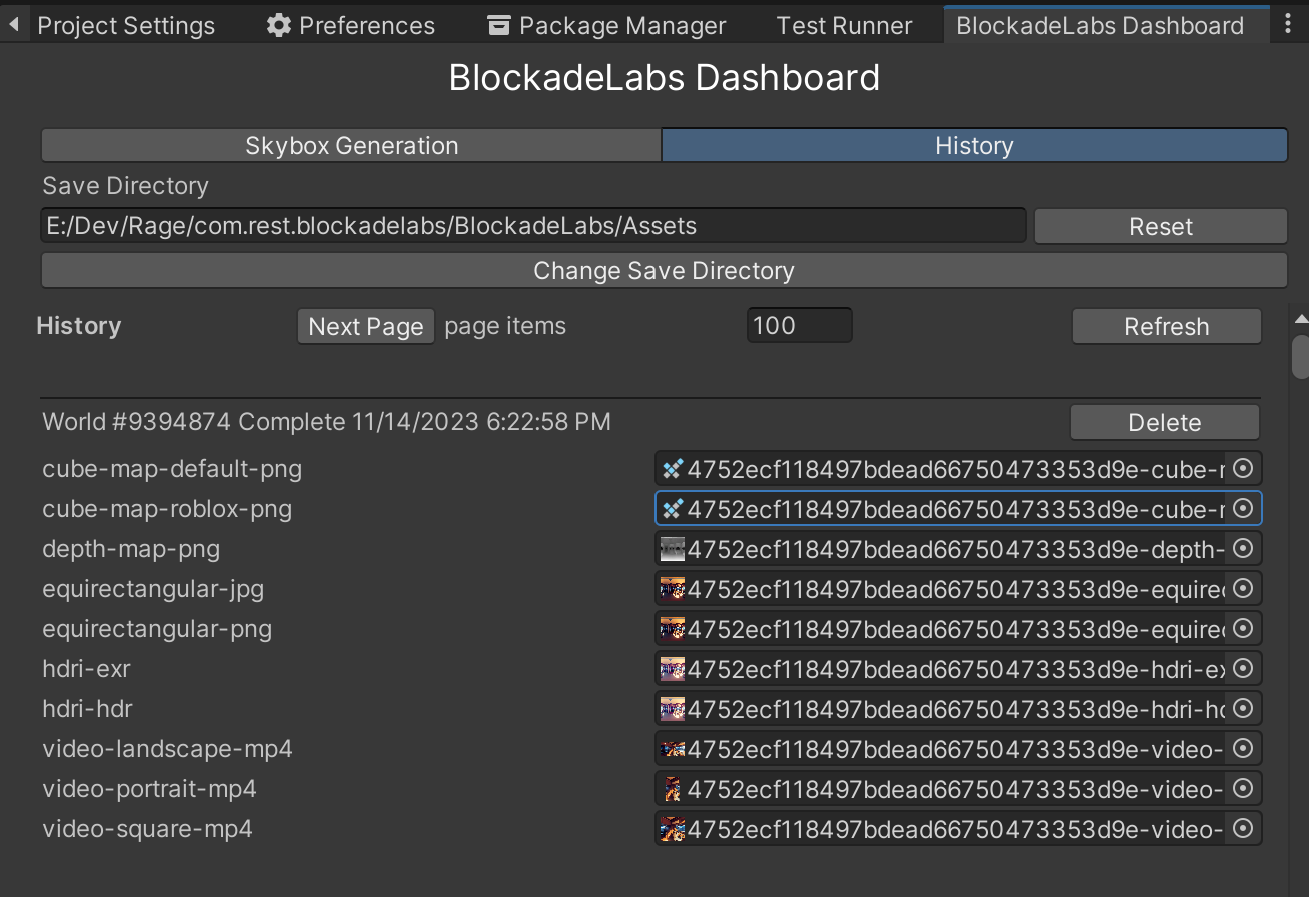 Project Settings Preferences Package Manager Test Runner BlockadeLabs Dashboard
BlockadeLabs Dashboard
Skybox Generation History
Save Directory
E:/Dev/Rage/com.rest.blockadelabs/BlockadeLabs/Assets Reset
Change Save Directory
History Next Page page items 100 Refresh
World #9394874 Complete 11/14/2023 6:22:58 PM Delete
cube-map-default-png 4752ecf118497bdead66750473353d9e-cube-
cube-map-roblox-png 4752ecf118497bdead66750473353d9e-cube-
depth-map-png 4752ecf118497bdead66750473353d9e-depth-
equirectangular-jpg 4752ecf118497bdead66750473353d9e-equire
equirectangular-png 4752ecf118497bdead66750473353d9e-equire
hdri-exr 4752ecf118497bdead66750473353d9e-hdri-ex
hdri-hdr 4752ecf118497bdead66750473353d9e-hdri-hd
video-landscape-mp4 4752ecf118497bdead66750473353d9e-video-
video-portrait-mp4 4752ecf118497bdead66750473353d9e-video-
video-square-mp4 4752ecf118497bdead66750473353d9e-video-